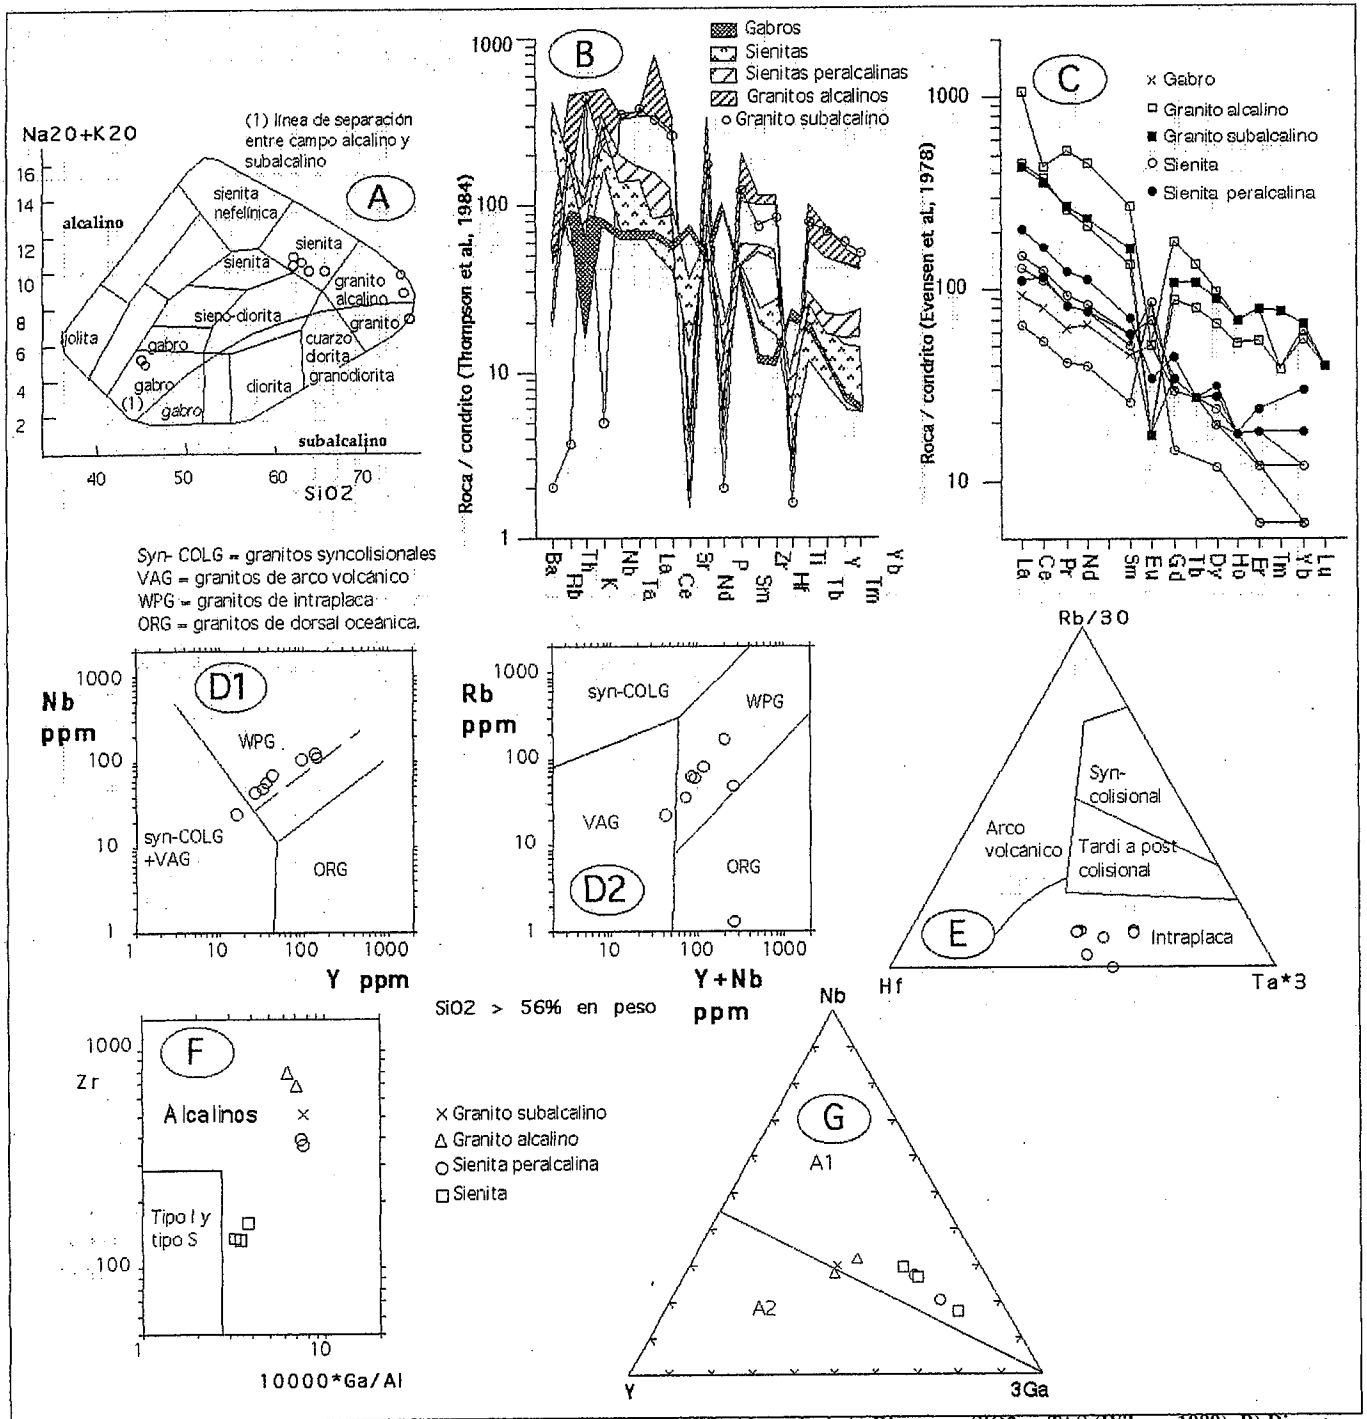 Na2O+K2O
16
14
12
10
8
6
4
2
(1) línea de separación
entre campo alcalino y
subalcalino
A
alcalino
sienita
nefelínica
sienita
sienita
granito
alcalino
sieno-diorita
granito
ijolita
gabro
cuarzo
diorita
granodiorita
gabro
diorita
(1)
gabro
subalcalino
40
50
60
70
SiO2
Roca / condrito (Thompson et al., 1984)
1000
100
10
1
B
Gabros
Sienitas
Sienitas peralcalinas
Granitos alcalinos
Granito subalcalino
Ba
Rb
Th
K
Nb
Ta
La
Ce
Sr
Nd
P
Sm
Zr
Hf
Ti
Tb
Y
Tm
Yb
Roca / condrito (Evensen et al., 1978)
1000
100
10
C
Gabro
Granito alcalino
Granito subalcalino
Sienita
Sienita peralcalina
La
Ce
Pr
Nd
Sm
Eu
Gd
Tb
Dy
Ho
Er
Tm
Yb
Lu
Syn- COLG = granitos syncolisionales
VAG = granitos de arco volcánico
WPG = granitos de intraplaca
ORG = granitos de dorsal oceánica.
Nb
ppm
1000
100
10
1
D1
WPG
syn-COLG
+VAG
ORG
1
10
100
1000
Y ppm
Rb
ppm
1000
100
10
1
syn-COLG
WPG
VAG
ORG
D2
10
100
1000
Y+Nb
ppm
SiO2 > 56% en peso
Rb/30
Syn-
colisional
Arco
volcánico
Tardi a post
colisional
E
Intraplaca
Hf
Ta*3
F
1000
Zr
100
Alcalinos
Tipo I y
tipo S
1
10
10000*Ga/Al
Granito subalcalino
Granito alcalino
Sienita peralcalina
Sienita
Nb
G
A1
A2
Y
3Ga